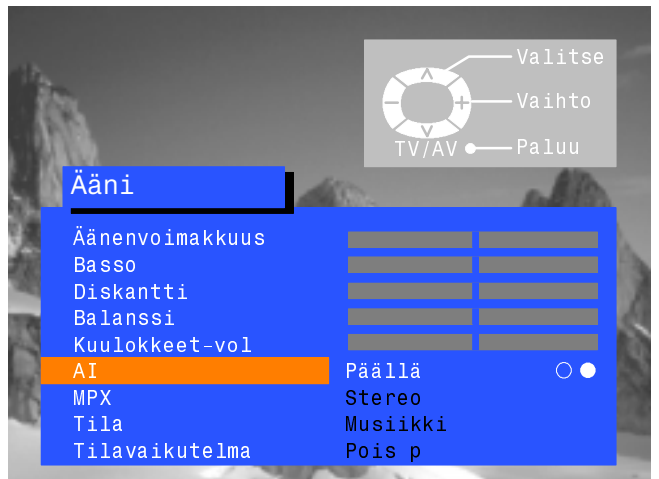 Valitse
Vaihto
TV/AV Paluu
Ääni
Äänenvoimakkuus
Basso
Diskantti
Balanssi
Kuulokkeet-vol
AI Päällä
MPX Stereo
Tila Musiikki
Tilavaikutelma Pois p